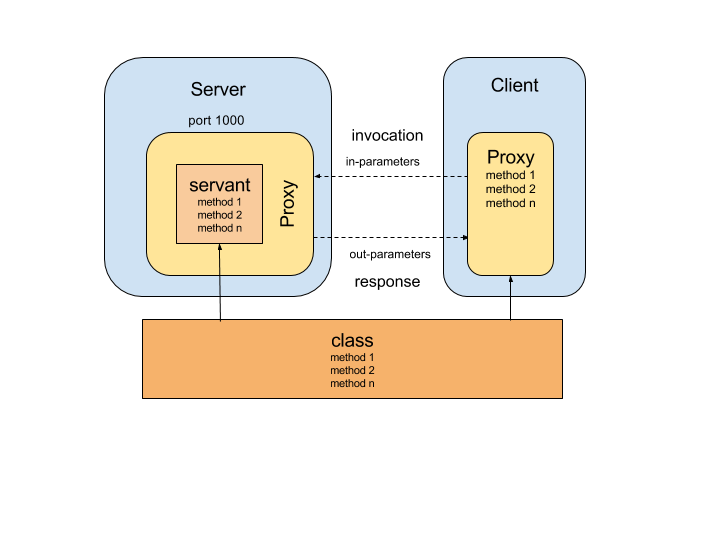 Server
port 1000
servant
method 1
method 2
method n
Proxy
invocation
in-parameters
out-parameters
response
Client
Proxy
method 1
method 2
method n
class
method 1
method 2
method n